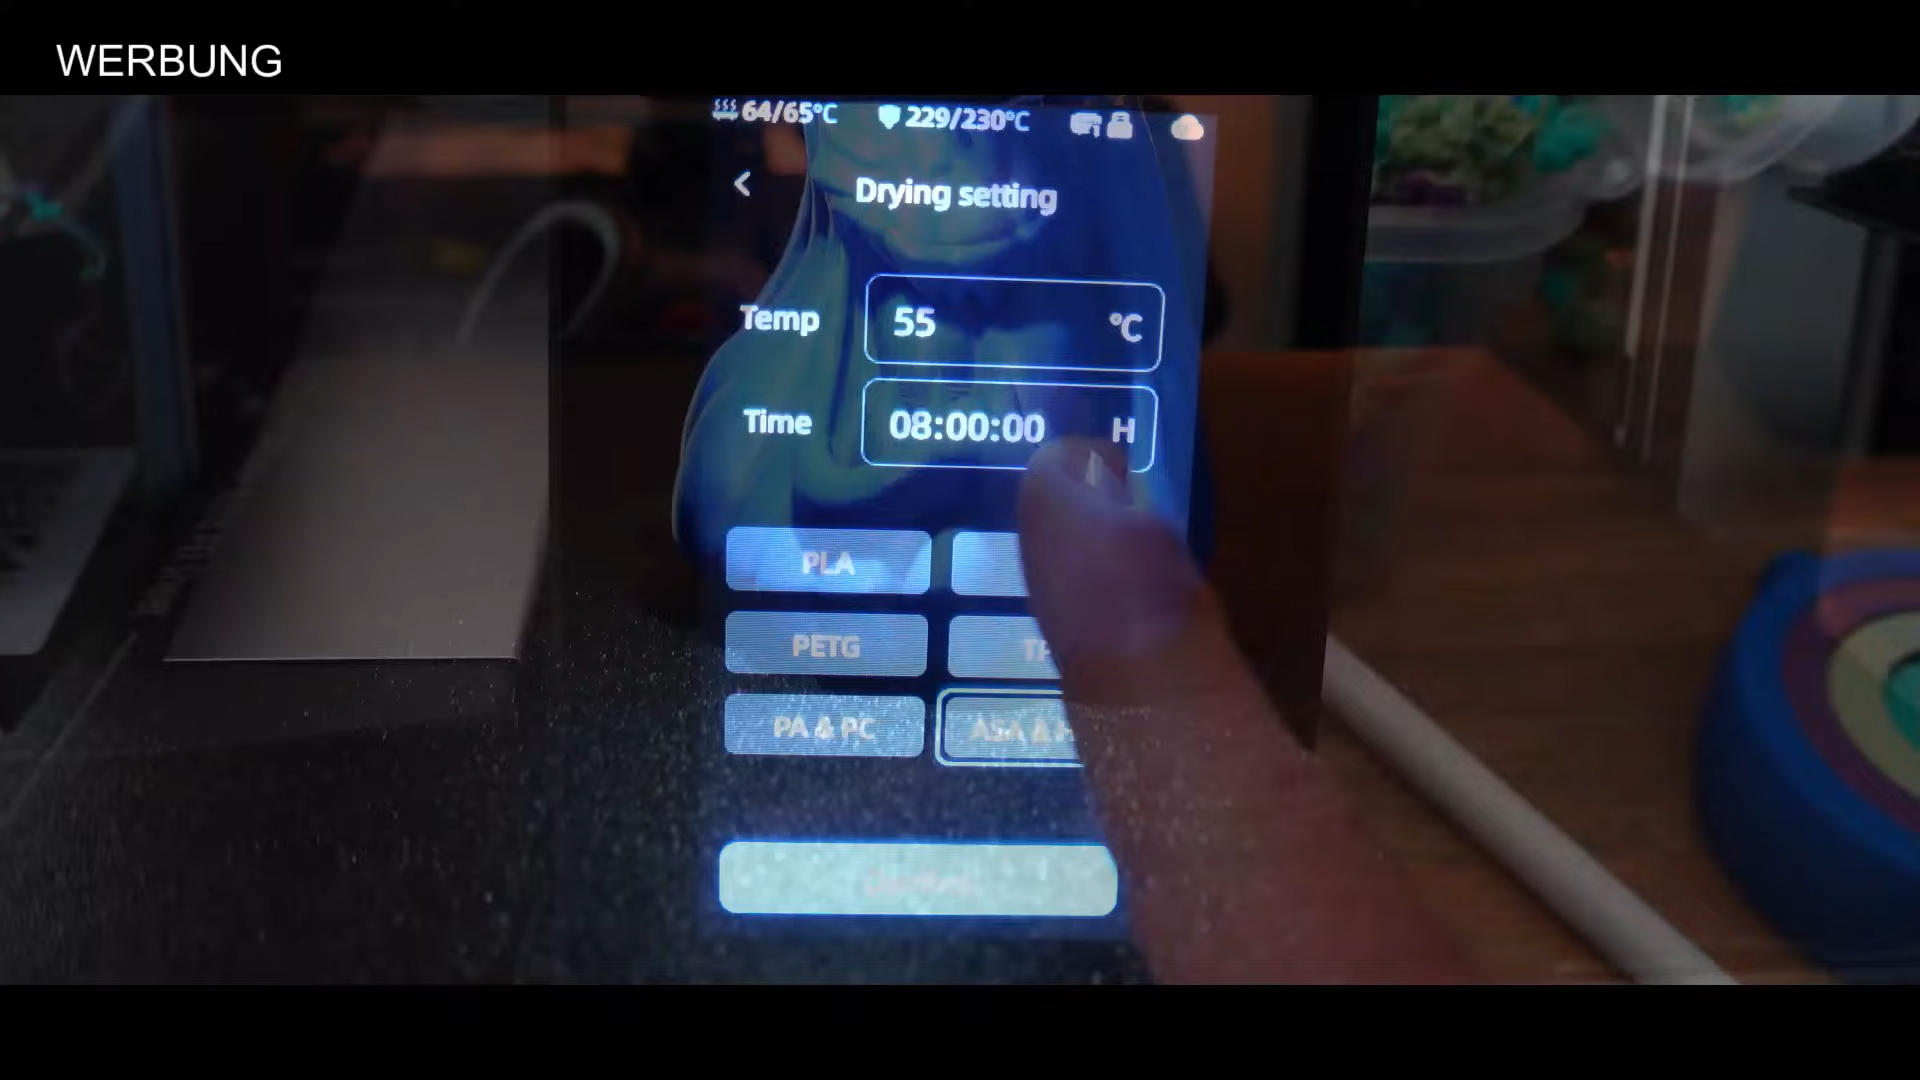 WERBUNG
64/65°C 229/230°C
Drying setting
Temp 55 °C
Time 08:00:00 H
PLA
PETG
PA & PC